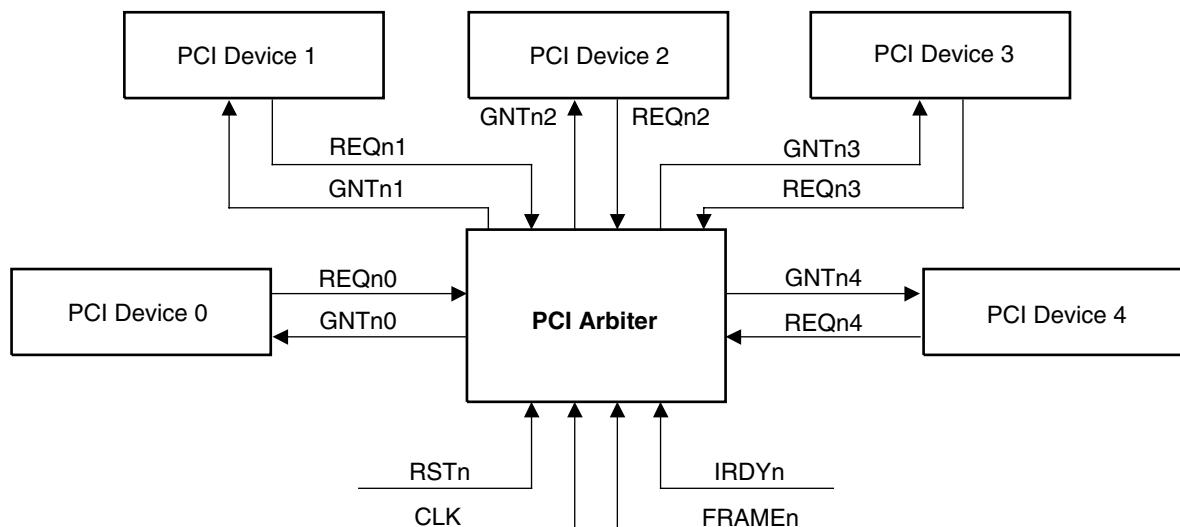 PCI Device 1
PCI Device 2
PCI Device 3
GNTn2
REQn2
REQn1
GNTn3
GNTn1
REQn3
PCI Device 0
REQn0
GNTn0
PCI Arbiter
GNTn4
REQn4
PCI Device 4
RSTn
IRDYn
CLK
FRAMEn